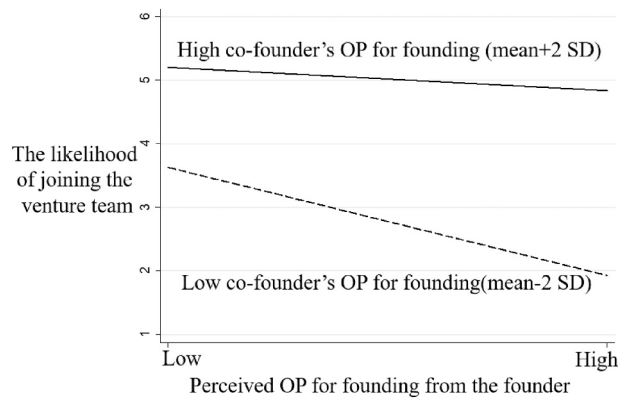 6
High co-founder's OP for founding (mean+2 SD)
5
4
The likelihood
of joining the
venture team
3
2
Low co-founder's OP for founding(mean-2 SD)
1
Low
High
Perceived OP for founding from the founder